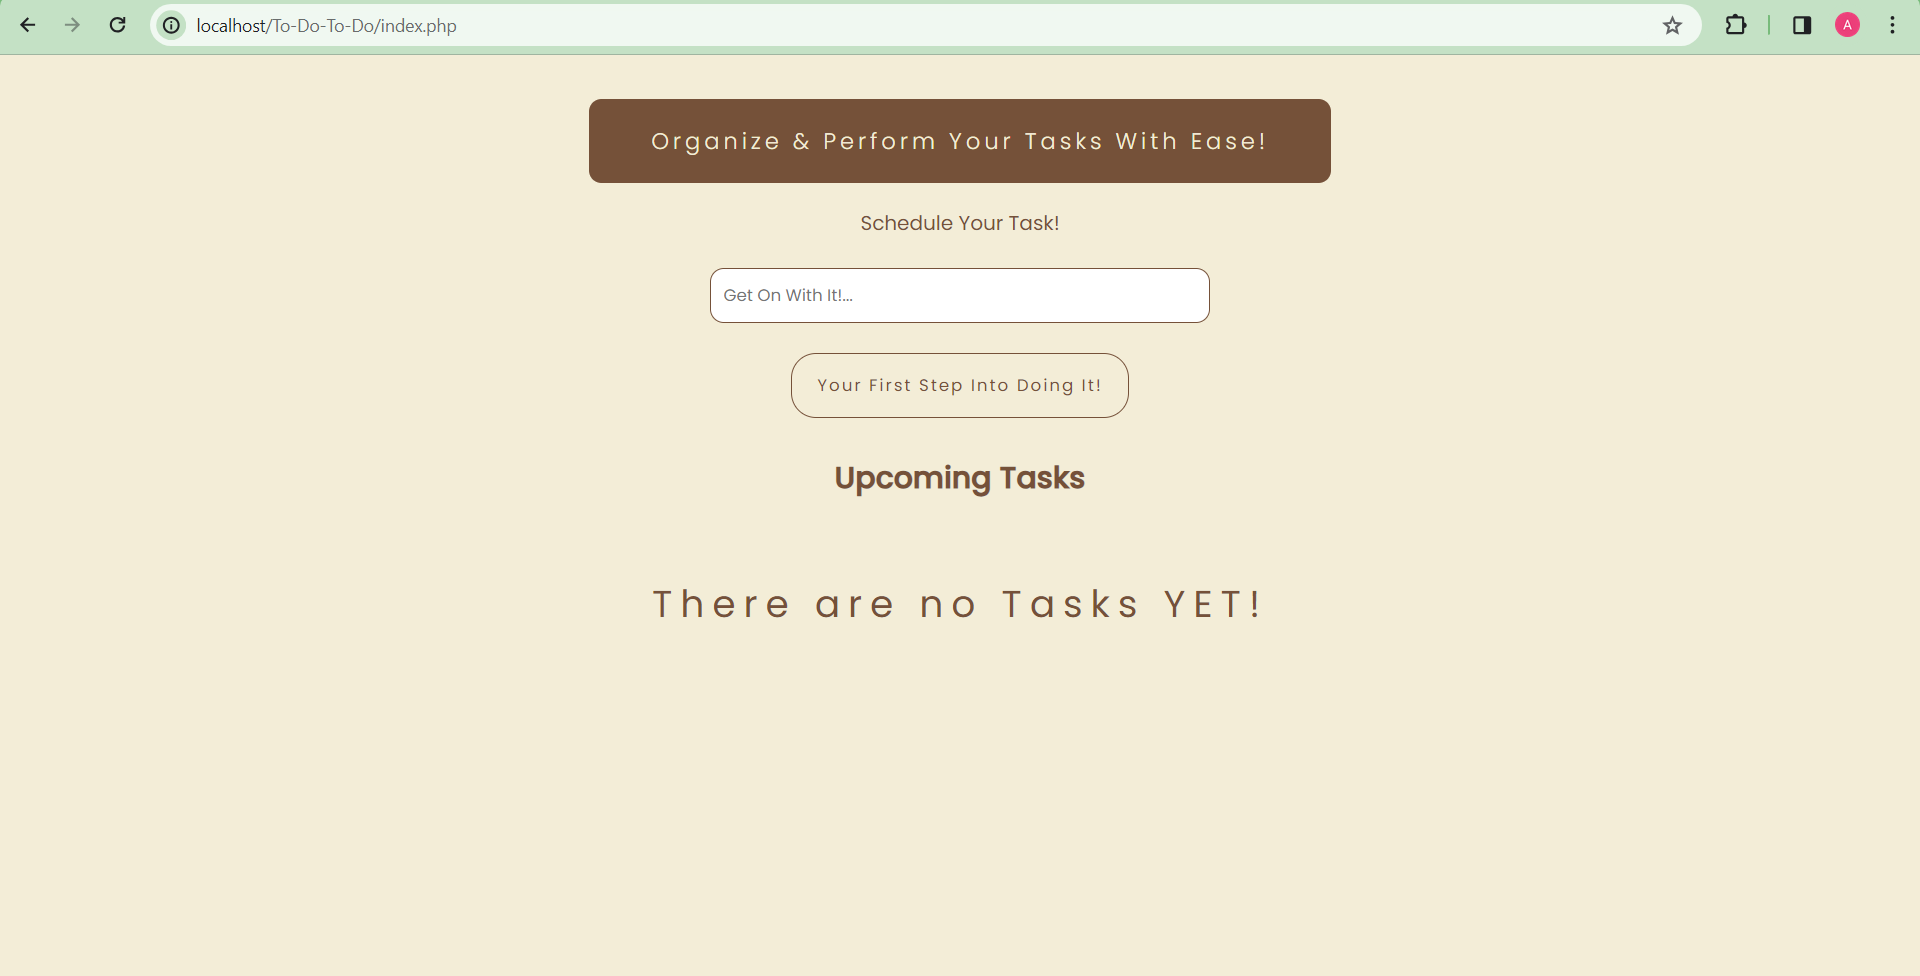 localhost/To-Do-To-Do/index.php
A
Organize & Perform Your Tasks With Ease!
Schedule Your Task!
Get On With It!...
Your First Step Into Doing It!
Upcoming Tasks
There are no Tasks YET!